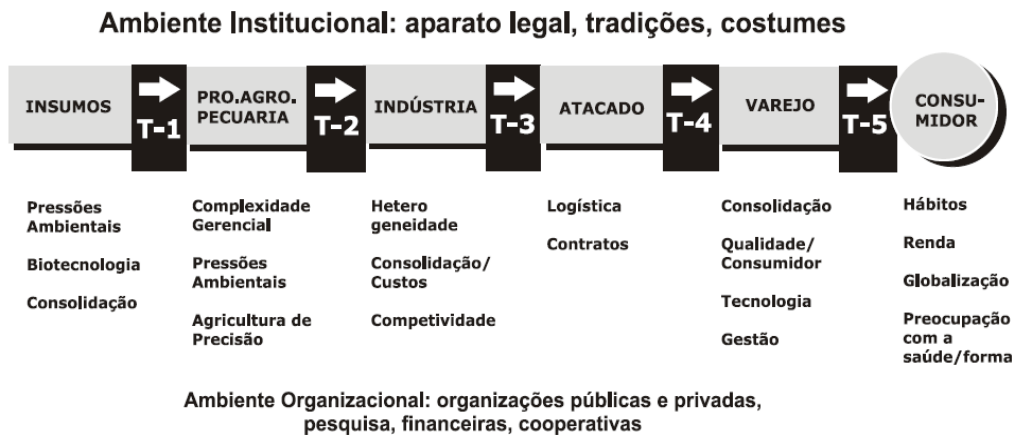 Ambiente Institucional: aparato legal, tradições, costumes
INSUMOS
T-1
PRO.AGRO.
PECUARIA
T-2
INDÚSTRIA
T-3
ATACADO
T-4
VAREJO
T-5
CONSU-
MIDOR
Pressões
Ambientais
Biotecnologia
Consolidação
Complexidade
Gerencial
Pressões
Ambientais
Agricultura de
Precisão
Hetero
geneidade
Consolidação/
Custos
Competividade
Logística
Contratos
Consolidação
Qualidade/
Consumidor
Tecnologia
Gestão
Hábitos
Renda
Globalização
Preocupação
com a
saúde/forma
Ambiente Organizacional: organizações públicas e privadas,
pesquisa, financeiras, cooperativas